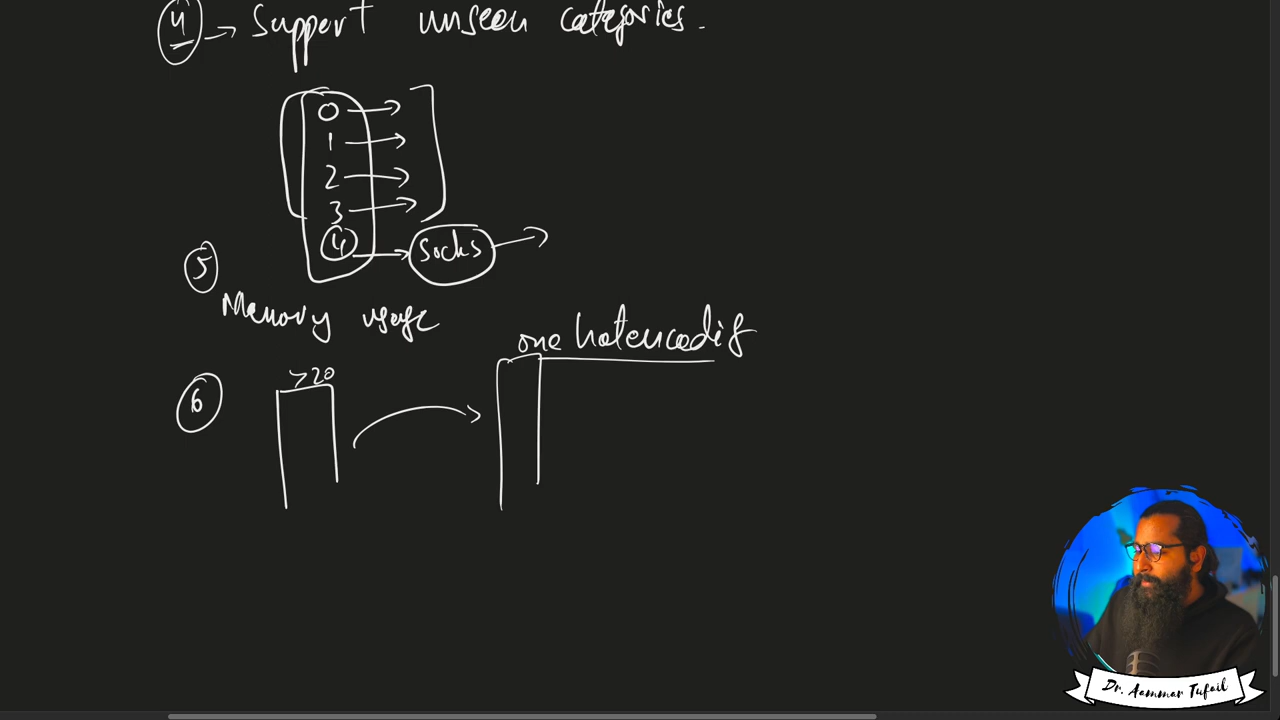 4 → Support unseen categories.
0 →
1 →
2 →
3 →
4 → Socks →
5
Memory usage
one hotencodig
6
>20
Dr. Aammar Tufail